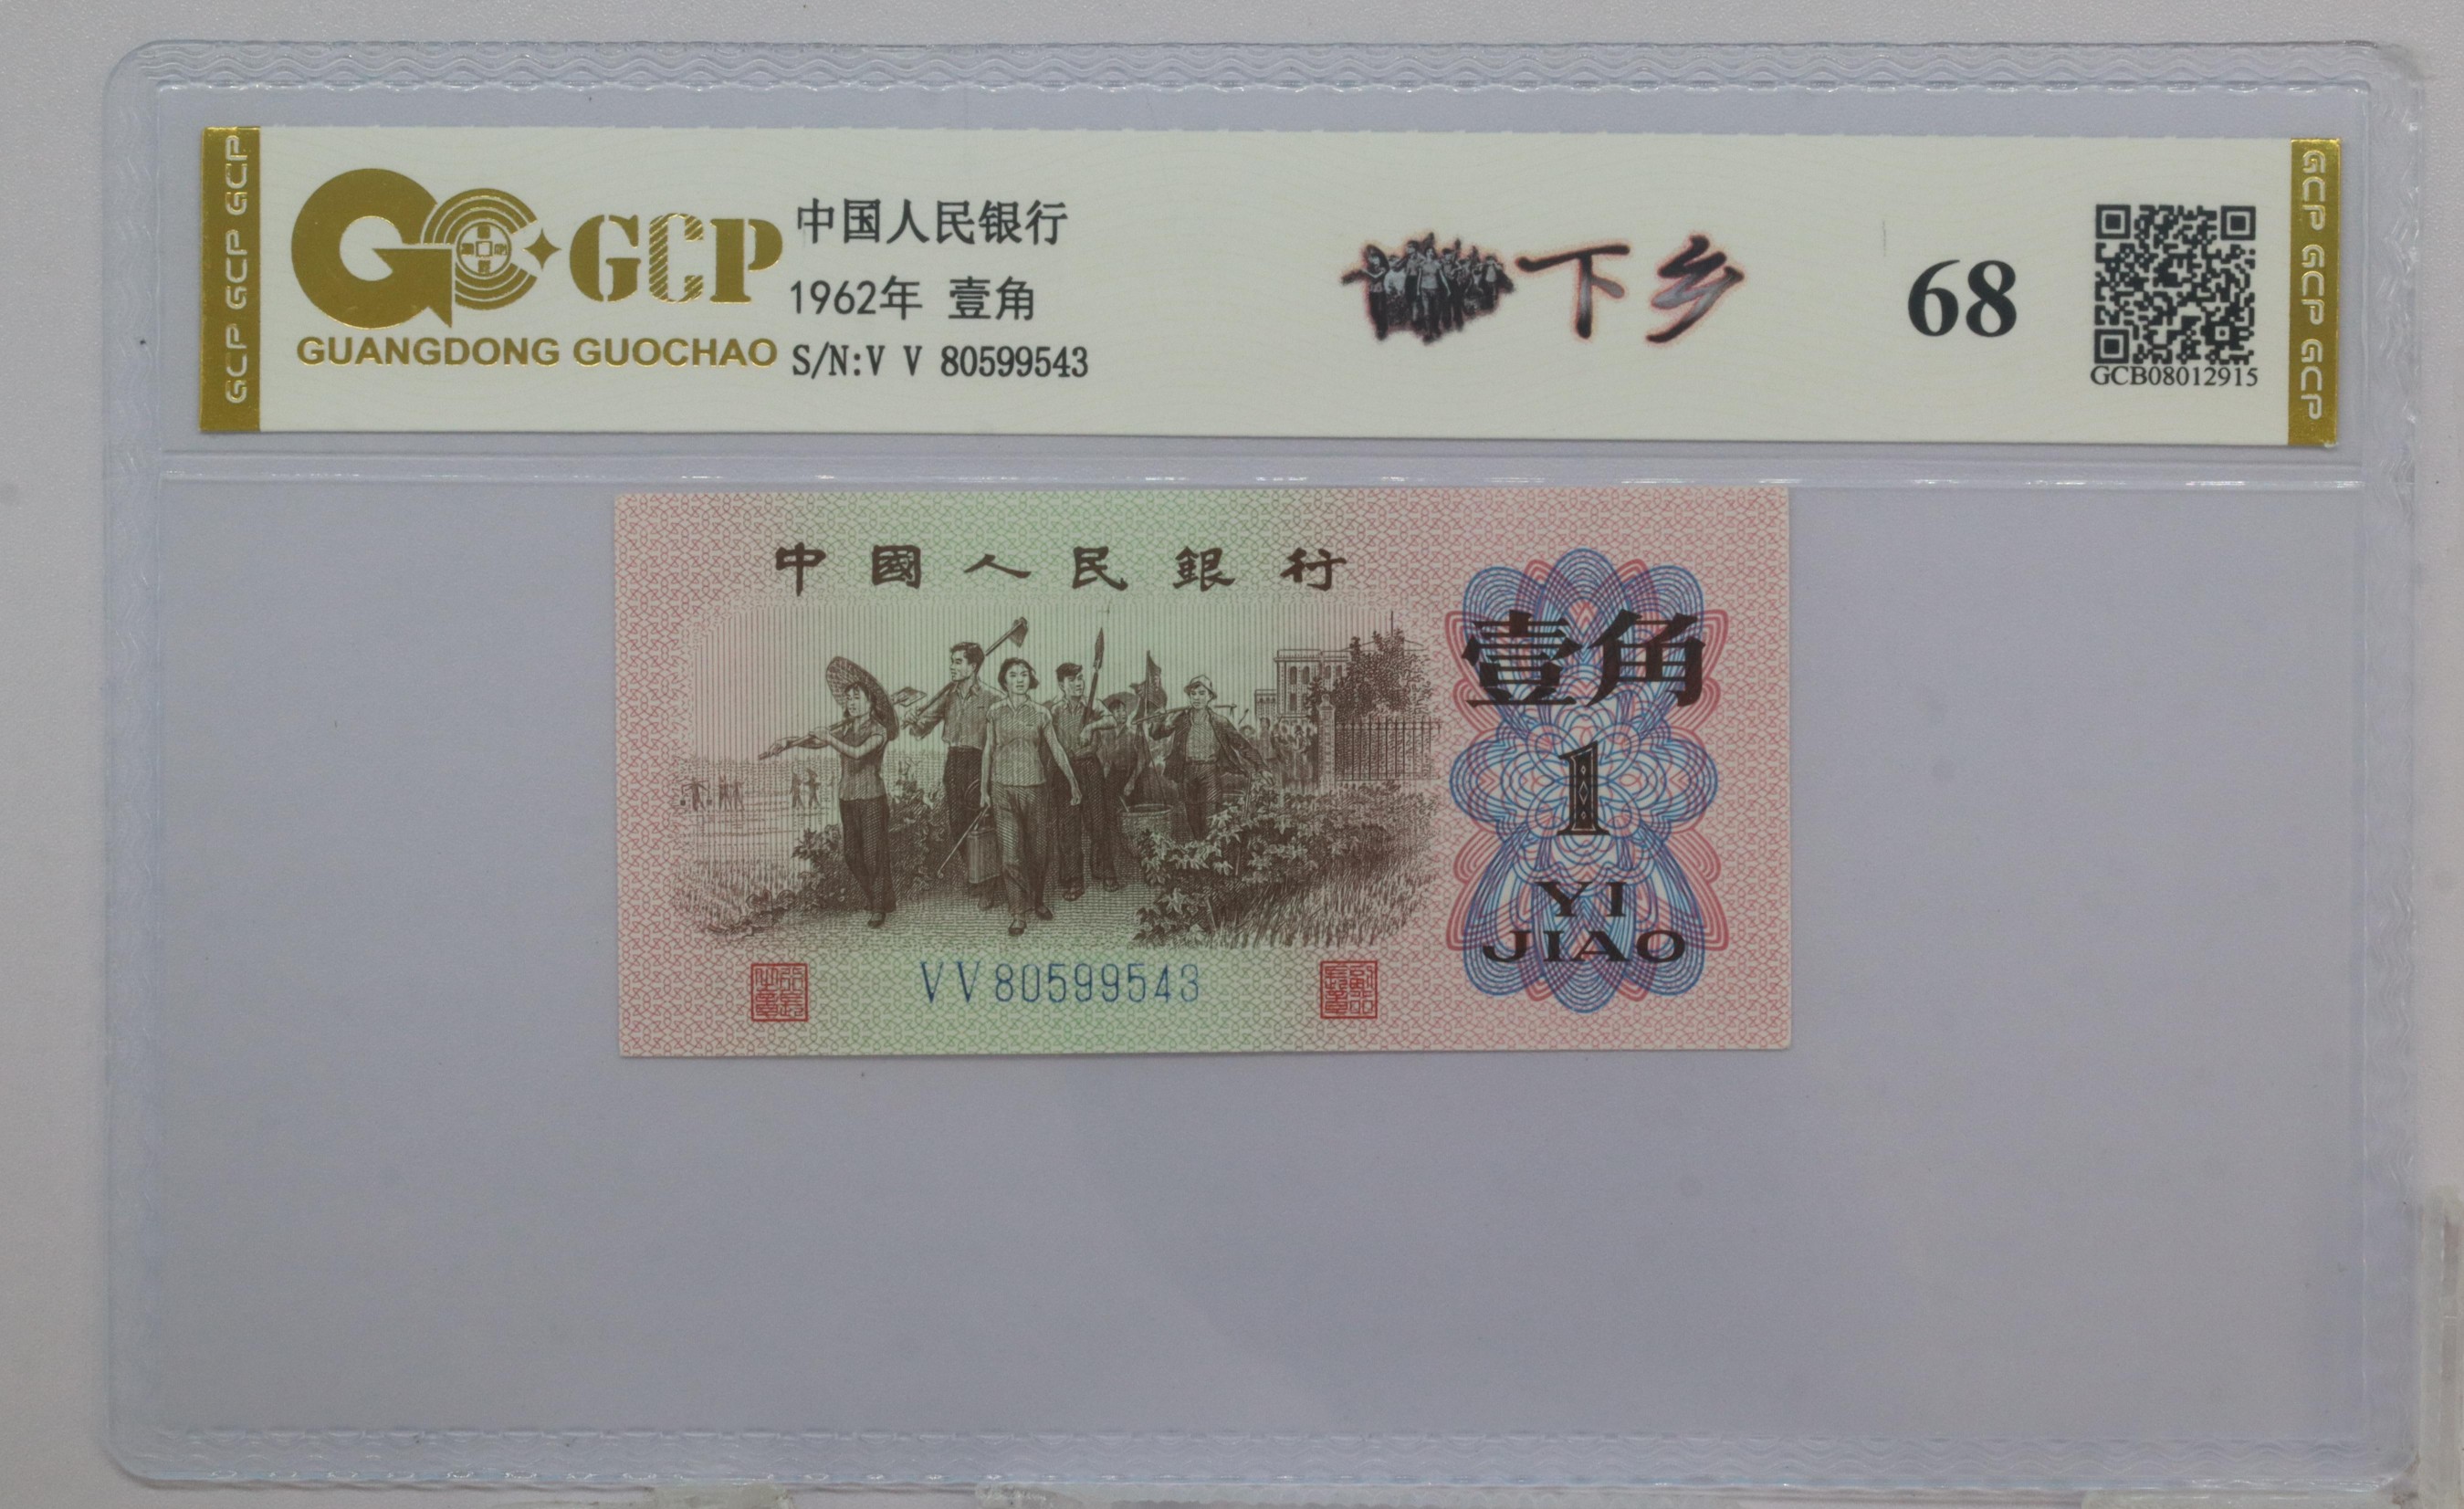 GCP GCP GCP
GCP
GUANGDONG GUOCHAO
中国人民银行
1962年 壹角
S/N:V V 80599543
下乡
68
GCB08012915
GCP GCP GCP
中國人民銀行
壹角
1
YI
JIAO
VV80599543